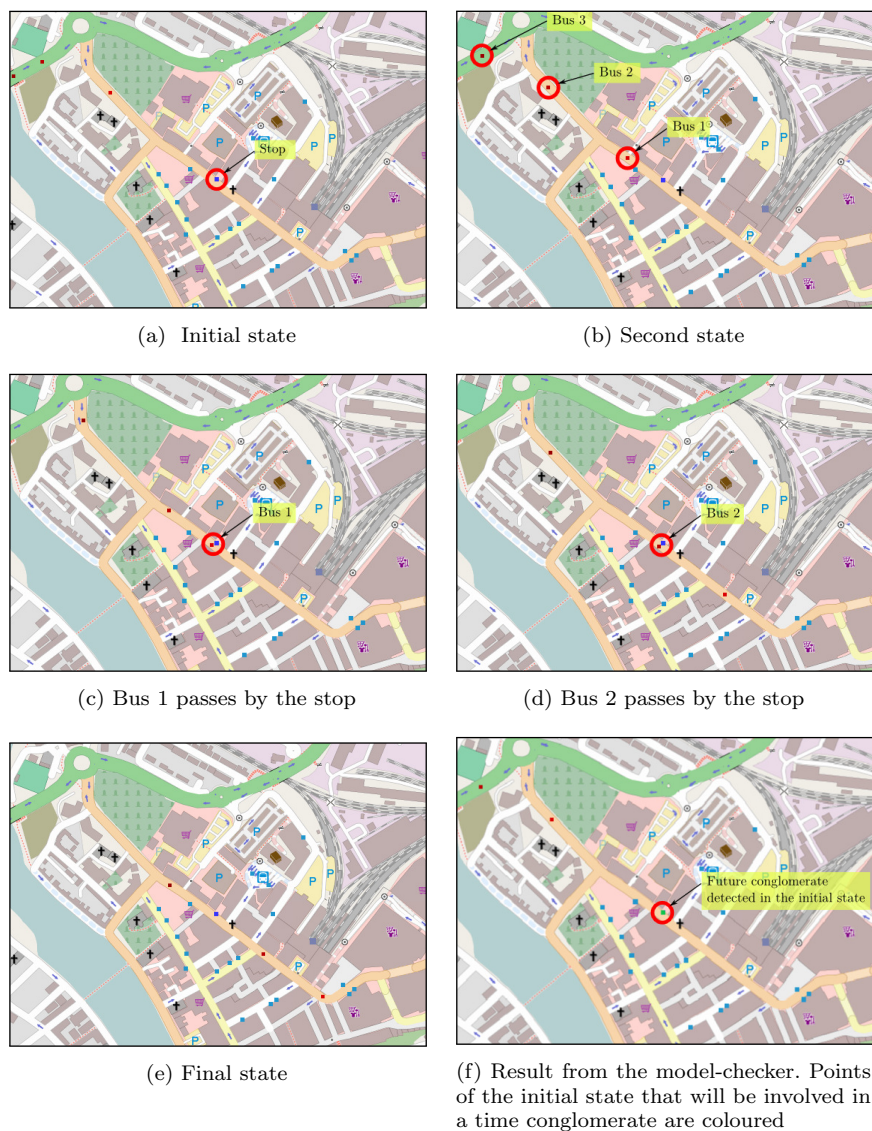 Stop
P
P
P
P
P
(a) Initial state
Bus 3
Bus 2
Bus 1
P
P
P
P
P
(b) Second state
Bus 1
P
P
P
P
P
(c) Bus 1 passes by the stop
Bus 2
P
P
P
P
P
(d) Bus 2 passes by the stop
P
P
P
P
P
P
(e) Final state
Future conglomerate
detected in the initial state
P
P
P
P
P
(f) Result from the model-checker. Points
of the initial state that will be involved in
a time conglomerate are coloured